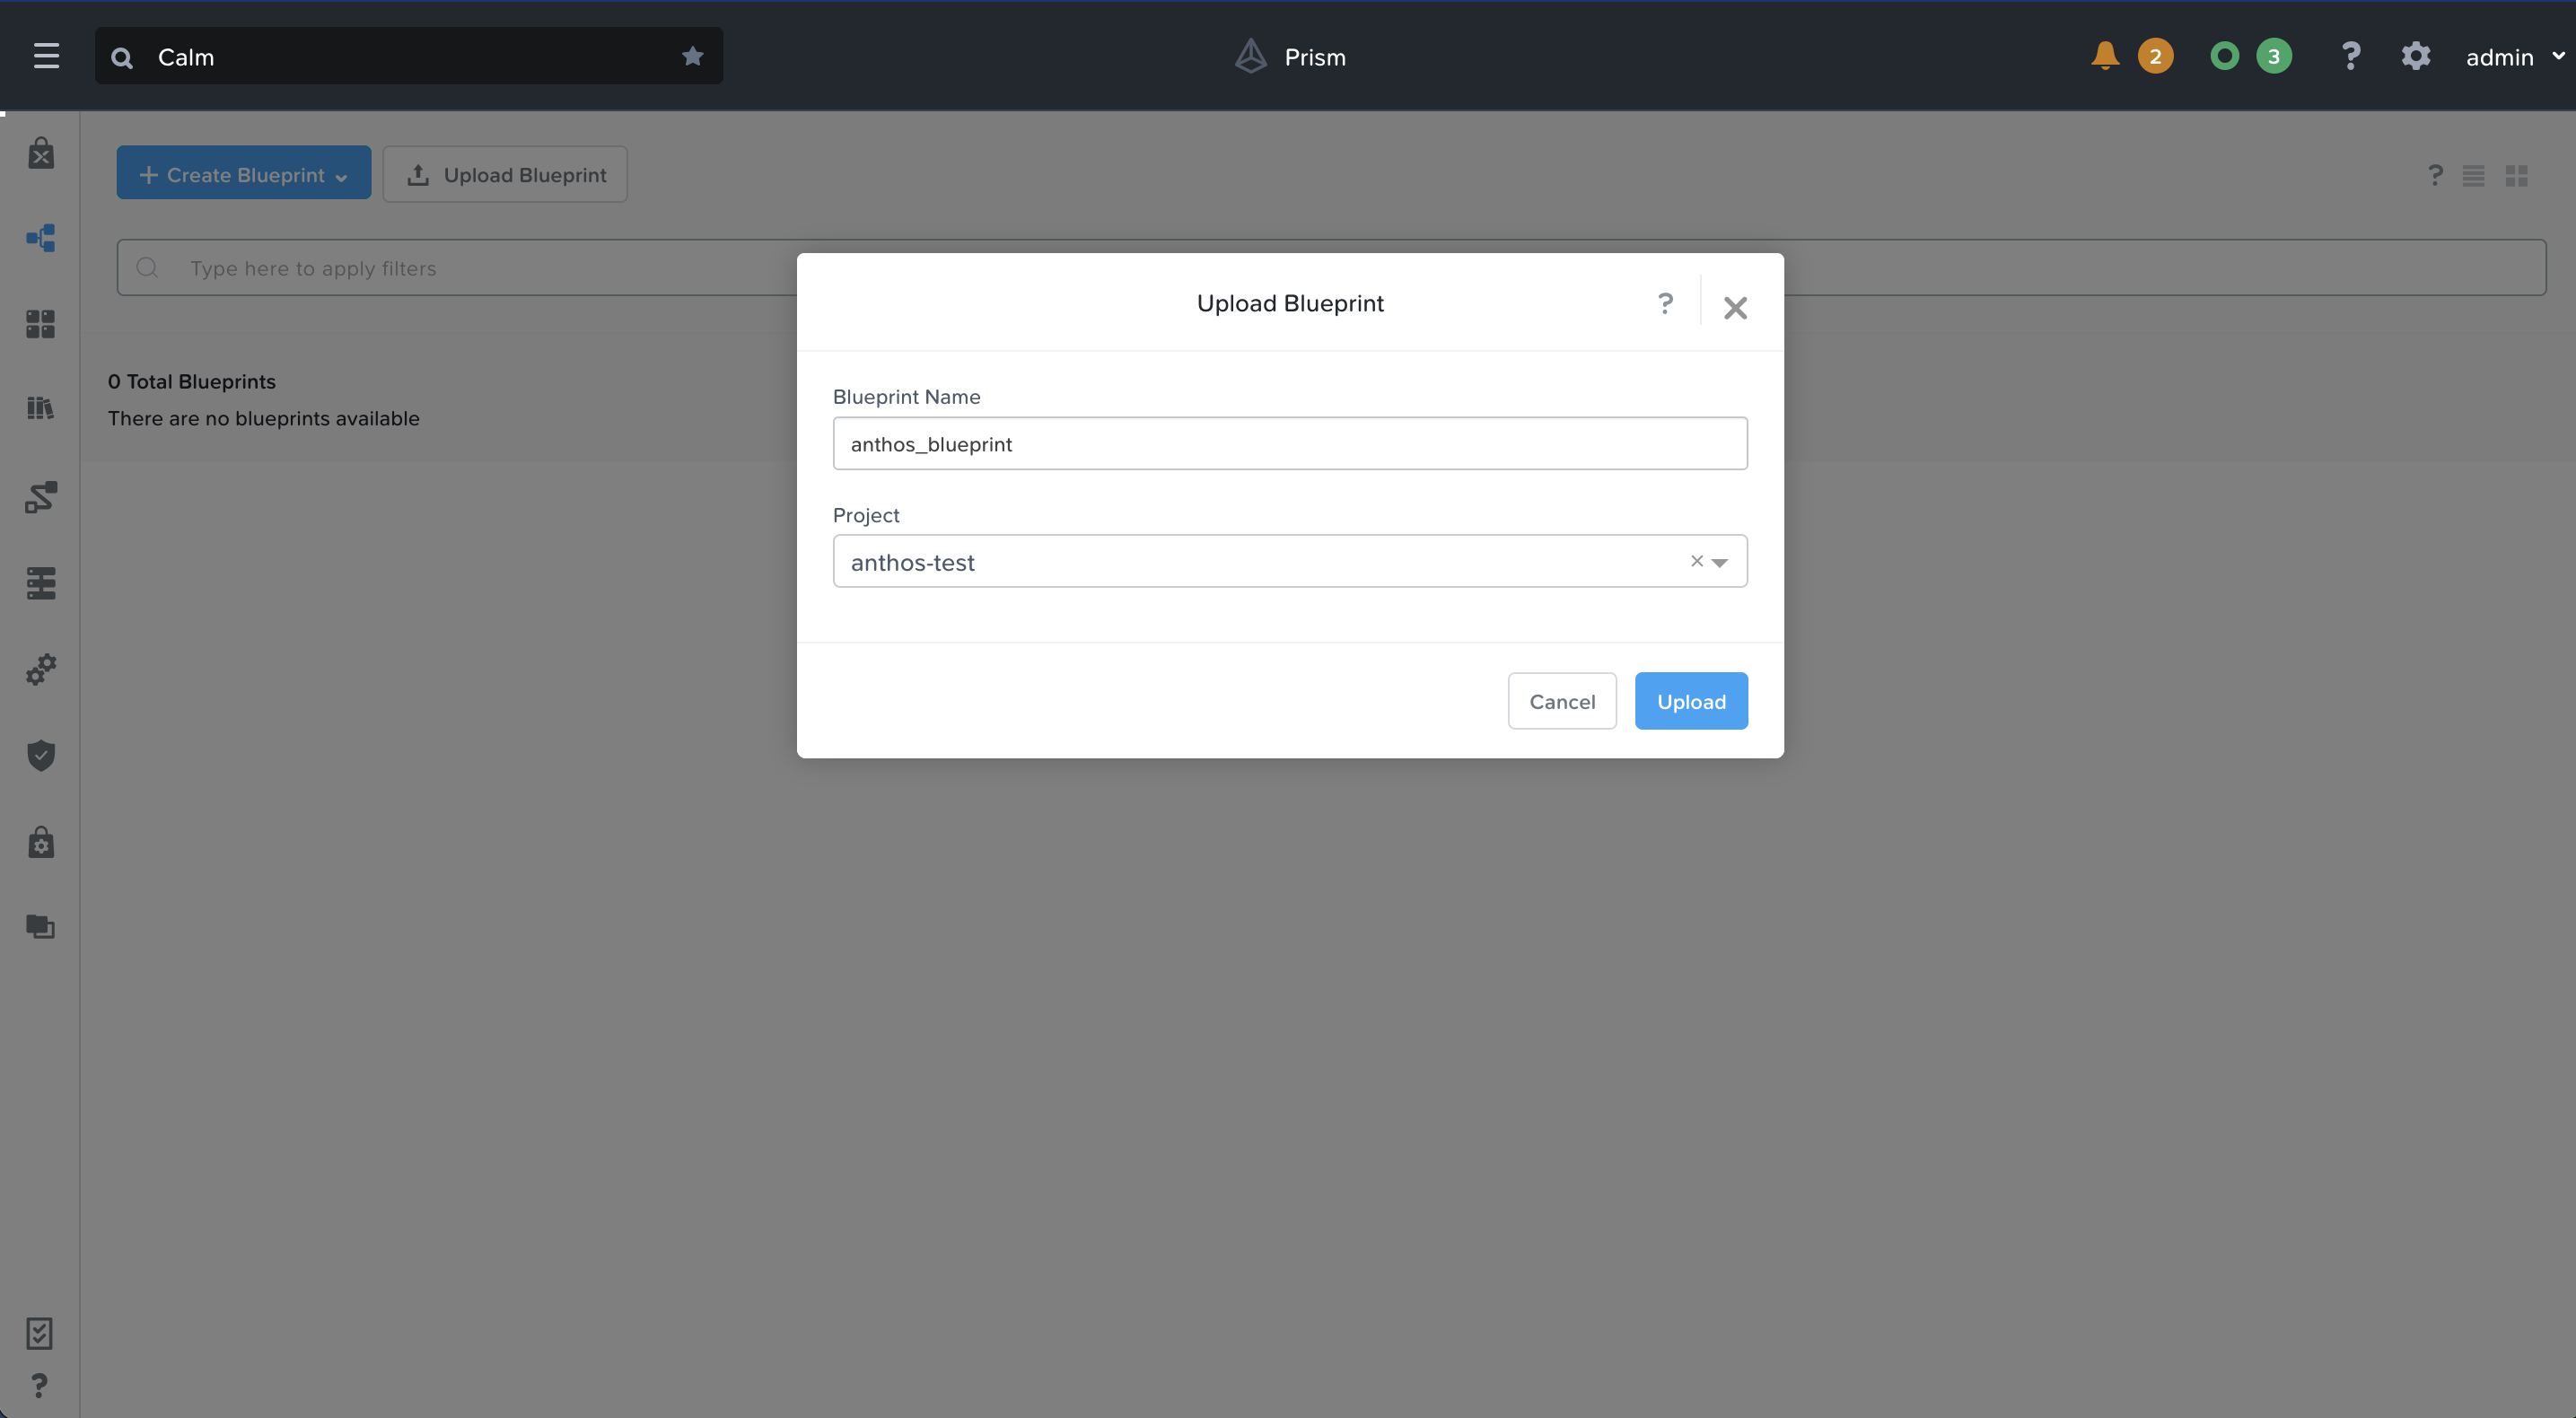 Calm
Prism
2
3
?
admin
Create Blueprint
Upload Blueprint
?
Type here to apply filters
0 Total Blueprints
There are no blueprints available
Upload Blueprint
?
Blueprint Name
anthos_blueprint
Project
anthos-test
Cancel
Upload
?